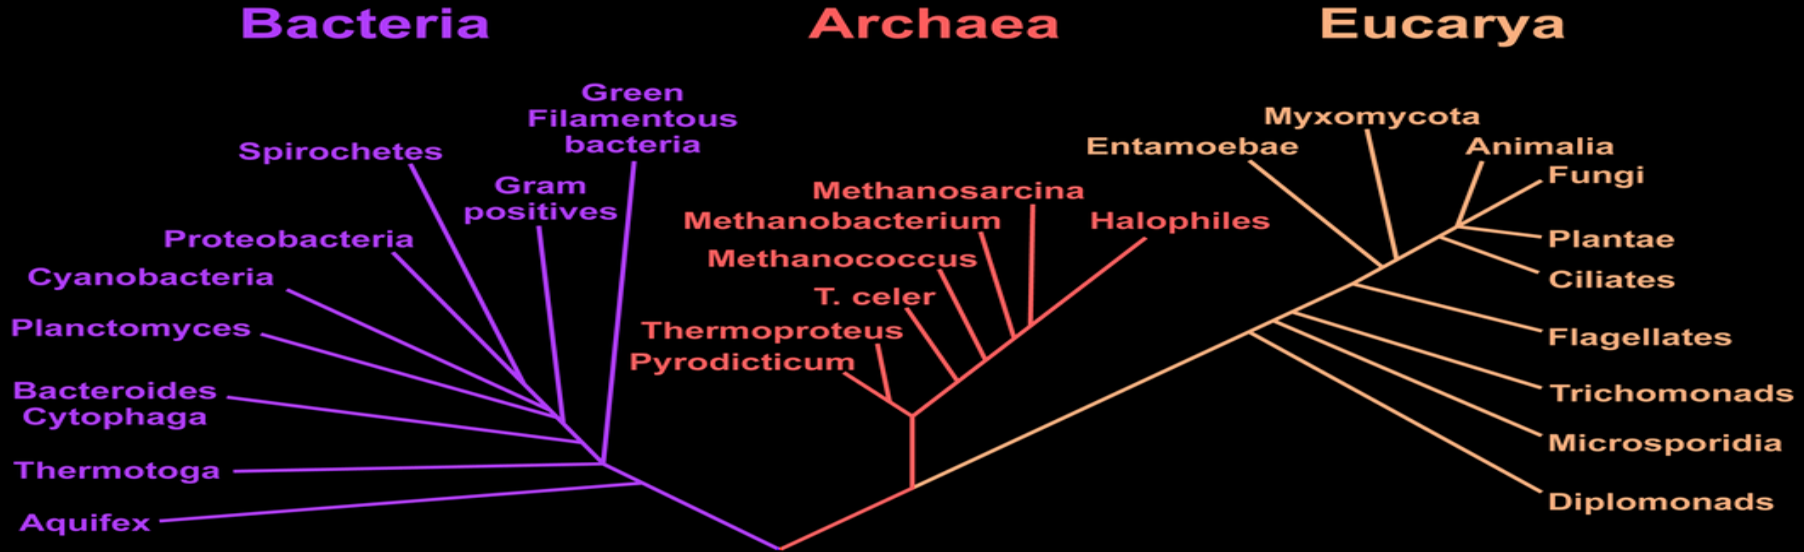 Bacteria
Archaea
Eucarya
Green
Filamentous
bacteria
Spirochetes
Gram
positives
Proteobacteria
Cyanobacteria
Planctomyces
Bacteroides
Cytophaga
Thermotoga
Aquifex
Methanosarcina
Methanobacterium
Halophiles
Methanococcus
T. celer
Thermoproteus
Pyrodicticum
Myxomycota
Entamoebae
Animalia
Fungi
Plantae
Ciliates
Flagellates
Trichomonads
Microsporidia
Diplomonads